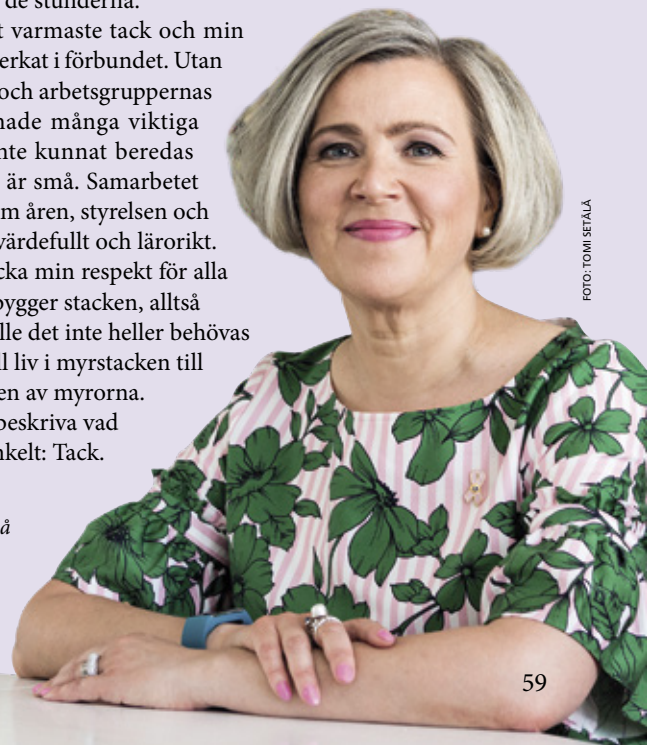 de stunderna.
t varmaste tack och min
erkat i förbundet. Utan
och arbetsgruppernas
nade många viktiga
nte kunnat beredas
är små. Samarbetet
m åren, styrelsen och
värdefullt och lärorikt.
cka min respekt för alla
bygger stacken, alltså
lle det inte heller behövas
ll liv i myrstacken till
en av myrorna.
beskriva vad
nkelt: Tack.
å
FOTO: TOMI SETÄLÄ
59